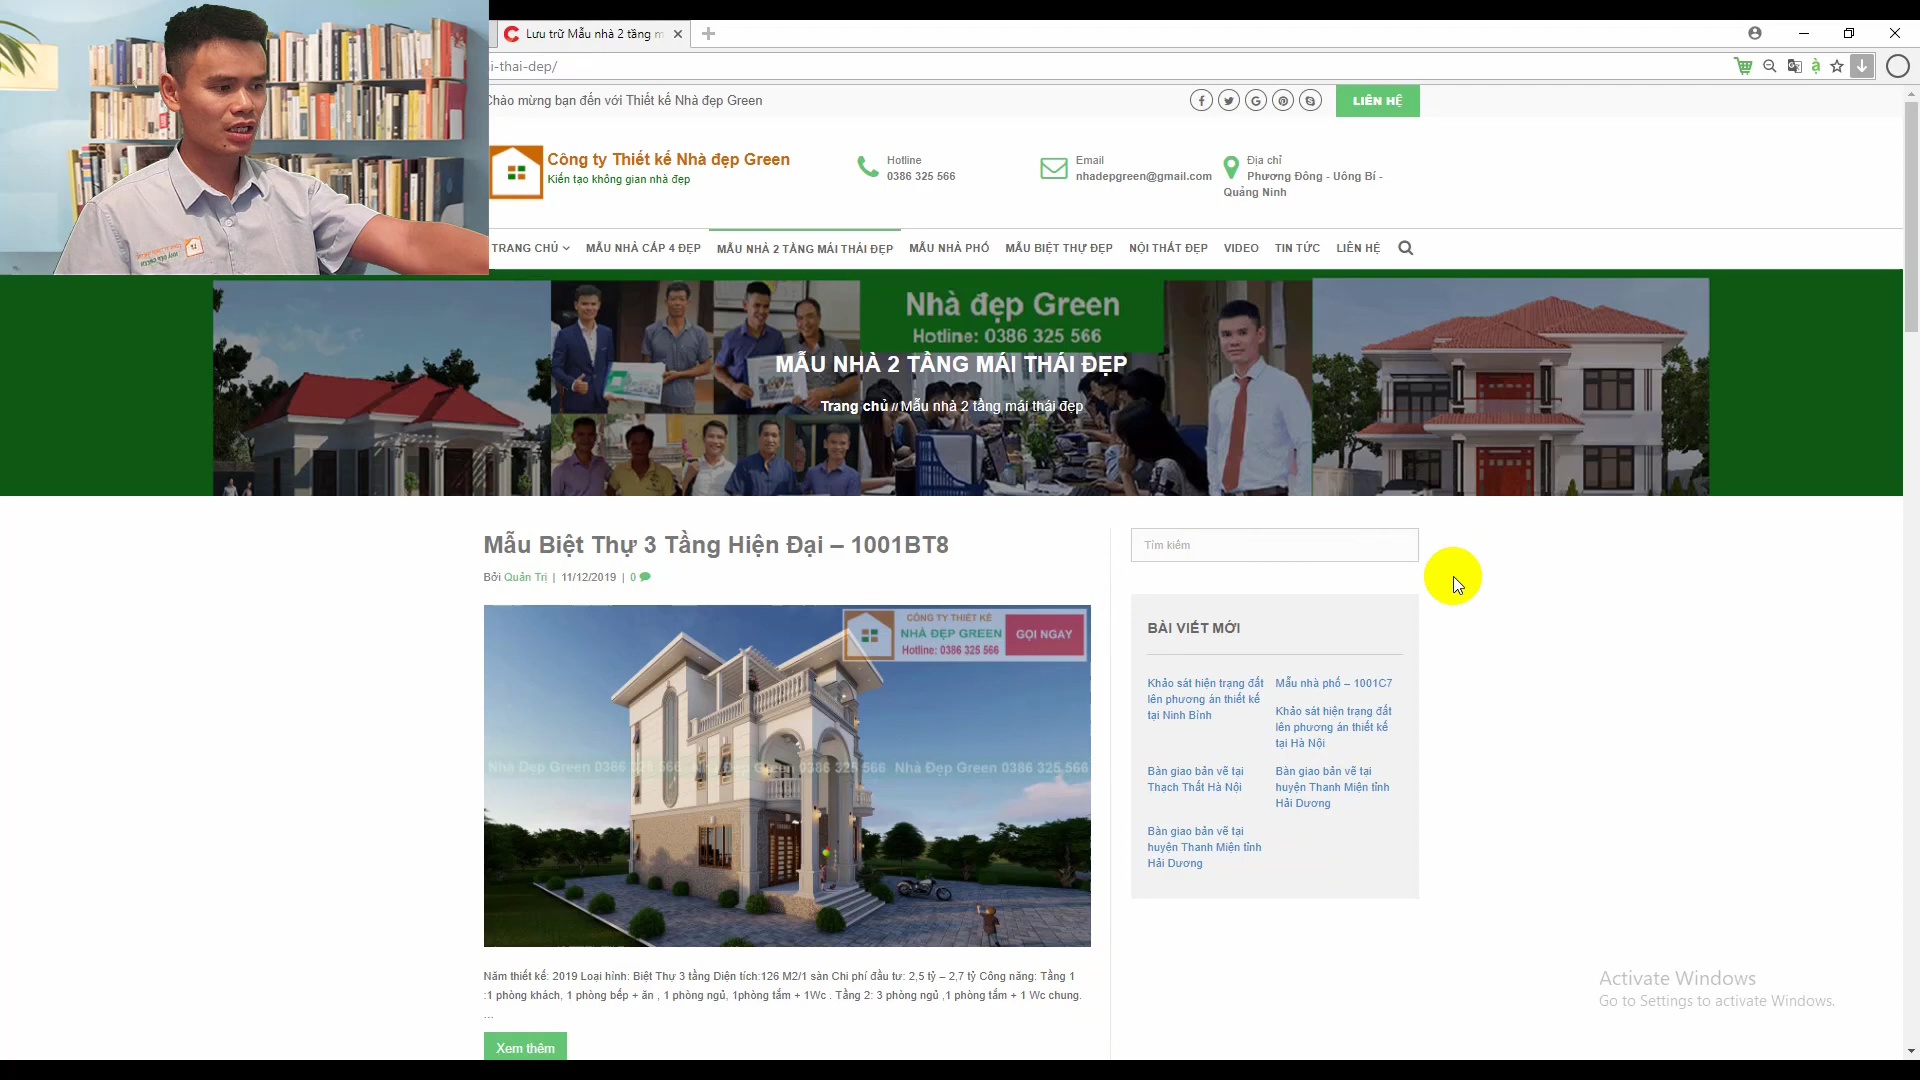 Lưu trữ Mẫu nhà 2 tầng m
i-thai-dep/
Chào mừng bạn đến với Thiết kế Nhà đẹp Green
LIÊN HỆ
Công ty Thiết kế Nhà đẹp Green
Kiến tạo không gian nhà đẹp
Hotline
0386 325 566
Email
nhadepgreen@gmail.com
Địa chỉ
Phương Đông - Uông Bí -
Quảng Ninh
TRANG CHỦ
MẪU NHÀ CẤP 4 ĐẸP
MẪU NHÀ 2 TẦNG MÁI THÁI ĐẸP
MẪU NHÀ PHỐ
MẪU BIỆT THỰ ĐẸP
NỘI THẤT ĐẸP
VIDEO
TIN TỨC
LIÊN HỆ
Nhà đẹp Green
Hotline: 0386 325 566
MẪU NHÀ 2 TẦNG MÁI THÁI ĐẸP
Trang chủ // Mẫu nhà 2 tầng mái thái đẹp
Mẫu Biệt Thự 3 Tầng Hiện Đại – 1001BT8
Bởi Quản Trị | 11/12/2019 | 0
CÔNG TY THIẾT KẾ
NHÀ ĐẸP GREEN
Hotline: 0386 325 566
GỌI NGAY
Nhà Đẹp Green 0386 325 566 Nhà Đẹp Green 0386 325 566 Nhà Đẹp Green 0386 325 566
Năm thiết kế: 2019 Loại hình: Biệt Thự 3 tầng Diện tích:126 M2/1 sàn Chi phí đầu tư: 2,5 tỷ – 2,7 tỷ Công năng: Tầng 1
:1 phòng khách, 1 phòng bếp + ăn , 1 phòng ngủ, 1phòng tắm + 1Wc . Tầng 2: 3 phòng ngủ ,1 phòng tắm + 1 Wc chung.
...
Xem thêm
Tìm kiếm
BÀI VIẾT MỚI
Khảo sát hiện trạng đất
lên phương án thiết kế
tại Ninh Bình
Mẫu nhà phố – 1001C7
Khảo sát hiện trạng đất
lên phương án thiết kế
tại Hà Nội
Bàn giao bản vẽ tại
Thạch Thất Hà Nội
Bàn giao bản vẽ tại
huyện Thanh Miện tỉnh
Hải Dương
Bàn giao bản vẽ tại
huyện Thanh Miện tỉnh
Hải Dương
Activate Windows
Go to Settings to activate Windows.